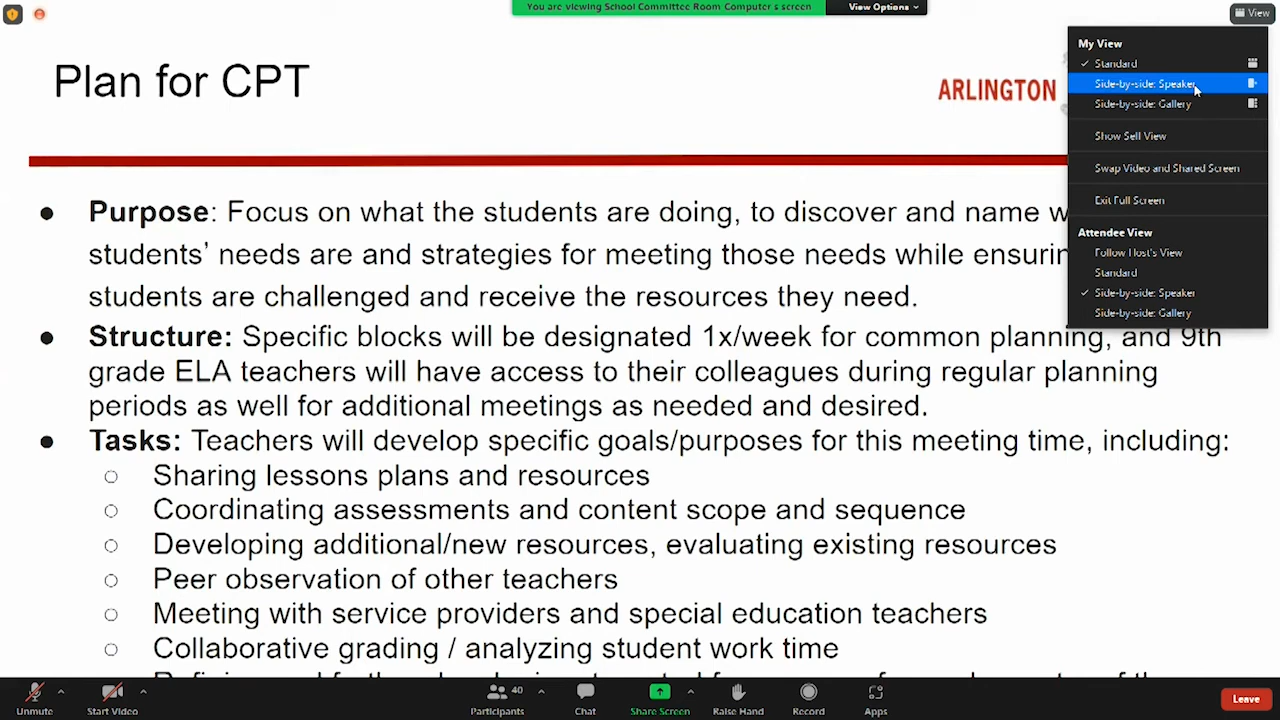 You are viewing School Committee Room Computer's screen
View Options
View
Plan for CPT
ARLINGTON
My View
Standard
Side-by-side: Speaker
Side-by-side: Gallery
Show Self View
Swap Video and Shared Screen
Exit Full Screen
Attendee View
Follow Host's View
Standard
Side-by-side: Speaker
Side-by-side: Gallery
Purpose: Focus on what the students are doing, to discover and name
students' needs are and strategies for meeting those needs while
students are challenged and receive the resources they need.
Structure: Specific blocks will be designated 1x/week for common planning, and 9th
grade ELA teachers will have access to their colleagues during regular planning
periods as well for additional meetings as needed and desired.
Tasks: Teachers will develop specific goals/purposes for this meeting time, including:
Sharing lessons plans and resources
Coordinating assessments and content scope and sequence
Developing additional/new resources, evaluating existing resources
Peer observation of other teachers
Meeting with service providers and special education teachers
Collaborative grading / analyzing student work time
Unmute
Start Video
40
Participants
Chat
Share Screen
Raise Hand
Record
Apps
Leave